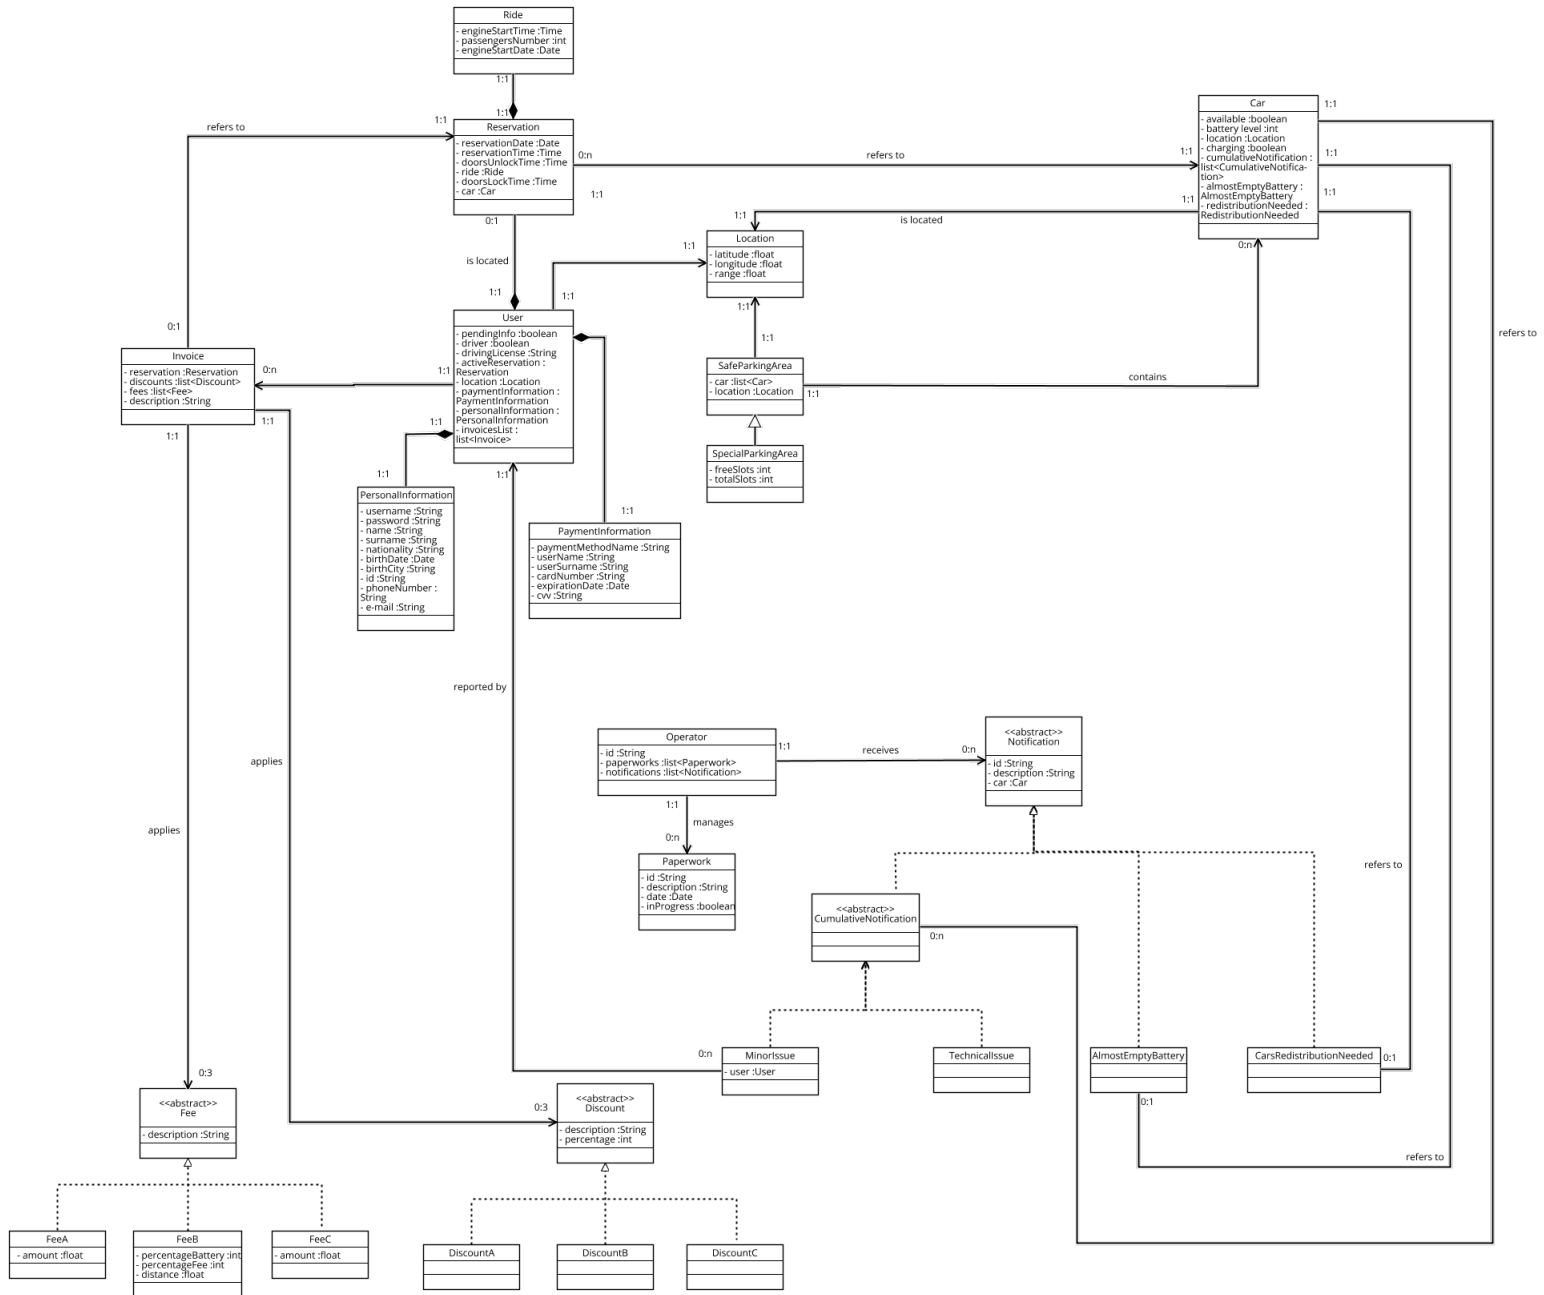 Ride
- engineStartTime :Time
- passengersNumber :int
- engineStartDate :Date
1:1
1:1
Reservation
- reservationDate :Date
- reservationTime :Time
- doorsUnlockTime :Time
- ride :Ride
- doorsLockTime :Time
- car :Car
1:1
refers to
0:n
refers to
1:1
1:1
0:1
Car
- available :boolean
- battery level :int
- location :Location
- charging :boolean
- cumulativeNotification :
list<CumulativeNotifica-
tion>
- almostEmptyBattery :
AlmostEmptyBattery
- redistributionNeeded :
RedistributionNeeded
1:1
1:1
1:1
1:1
0:n
1:1
is located
Location
- latitude :float
- longitude :float
- range :float
1:1
1:1
is located
1:1
1:1
User
- pendingInfo :boolean
- driver :boolean
- drivingLicense :String
- activeReservation :
Reservation
- location :Location
- paymentInformation :
PaymentInformation
- personalInformation :
PersonalInformation
- invoicesList :
list<Invoice>
1:1
SafeParkingArea
- car :list<Car>
- location :Location
1:1
contains
refers to
SpecialParkingArea
- freeSlots :int
- totalSlots :int
0:1
Invoice
- reservation :Reservation
- discounts :list<Discount>
- fees :list<Fee>
- description :String
0:n
1:1
1:1
1:1
1:1
1:1
1:1
1:1
PersonalInformation
- username :String
- password :String
- name :String
- surname :String
- nationality :String
- birthDate :Date
- birthCity :String
- id :String
- phoneNumber :
String
- e-mail :String
PaymentInformation
- paymentMethodName :String
- userName :String
- userSurname :String
- cardNumber :String
- expirationDate :Date
- cvv :String
reported by
Operator
- id :String
- paperworks :list<Paperwork>
- notifications :list<Notification>
1:1
receives
0:n
<<abstract>>
Notification
- id :String
- description :String
- car :Car
applies
1:1
manages
0:n
applies
Paperwork
- id :String
- description :String
- date :Date
- inProgress :boolean
refers to
<<abstract>>
CumulativeNotification
0:n
0:n
MinorIssue
- user :User
TechnicalIssue
AlmostEmptyBattery
0:1
CarsRedistributionNeeded
0:1
refers to
0:3
<<abstract>>
Fee
- description :String
0:3
<<abstract>>
Discount
- description :String
- percentage :int
FeeA
- amount :float
FeeB
- percentageBattery :int
- percentageFee :int
- distance :float
FeeC
- amount :float
DiscountA
DiscountB
DiscountC